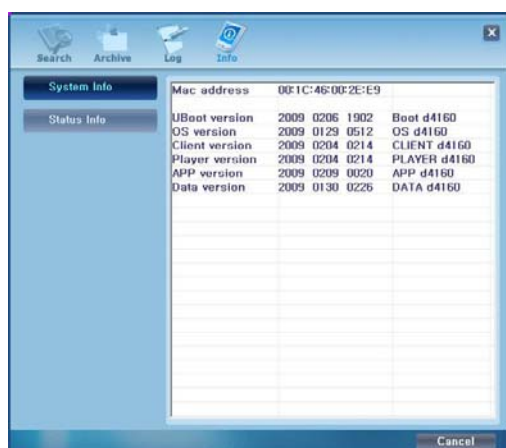 Search Archive Log Info
System Info
Status Info
Mac address 00:1C:46:00:2E:E9
UBoot version 2009 0206 1902 Boot d4160
OS version 2009 0129 0512 OS d4160
Client version 2009 0204 0214 CLIENT d4160
Player version 2009 0204 0214 PLAYER d4160
APP version 2009 0209 0020 APP d4160
Data version 2009 0130 0226 DATA d4160
Cancel